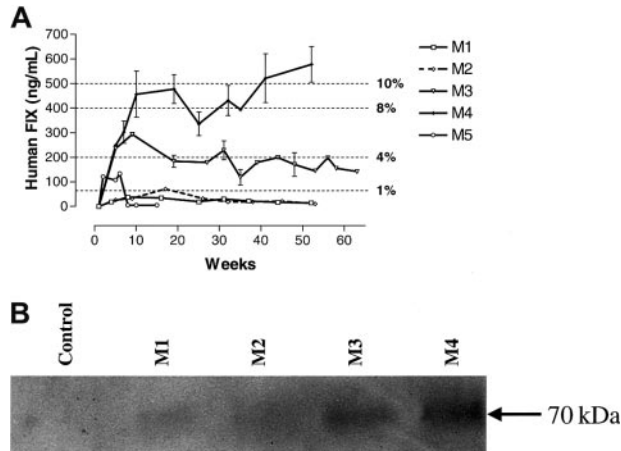 A
Human FIX (ng/mL)
700
600
500
400
300
200
100
0
10%
8%
4%
1%
0 10 20 30 40 50 60
Weeks
M1
M2
M3
M4
M5
B
Control M1 M2 M3 M4
70 kDa